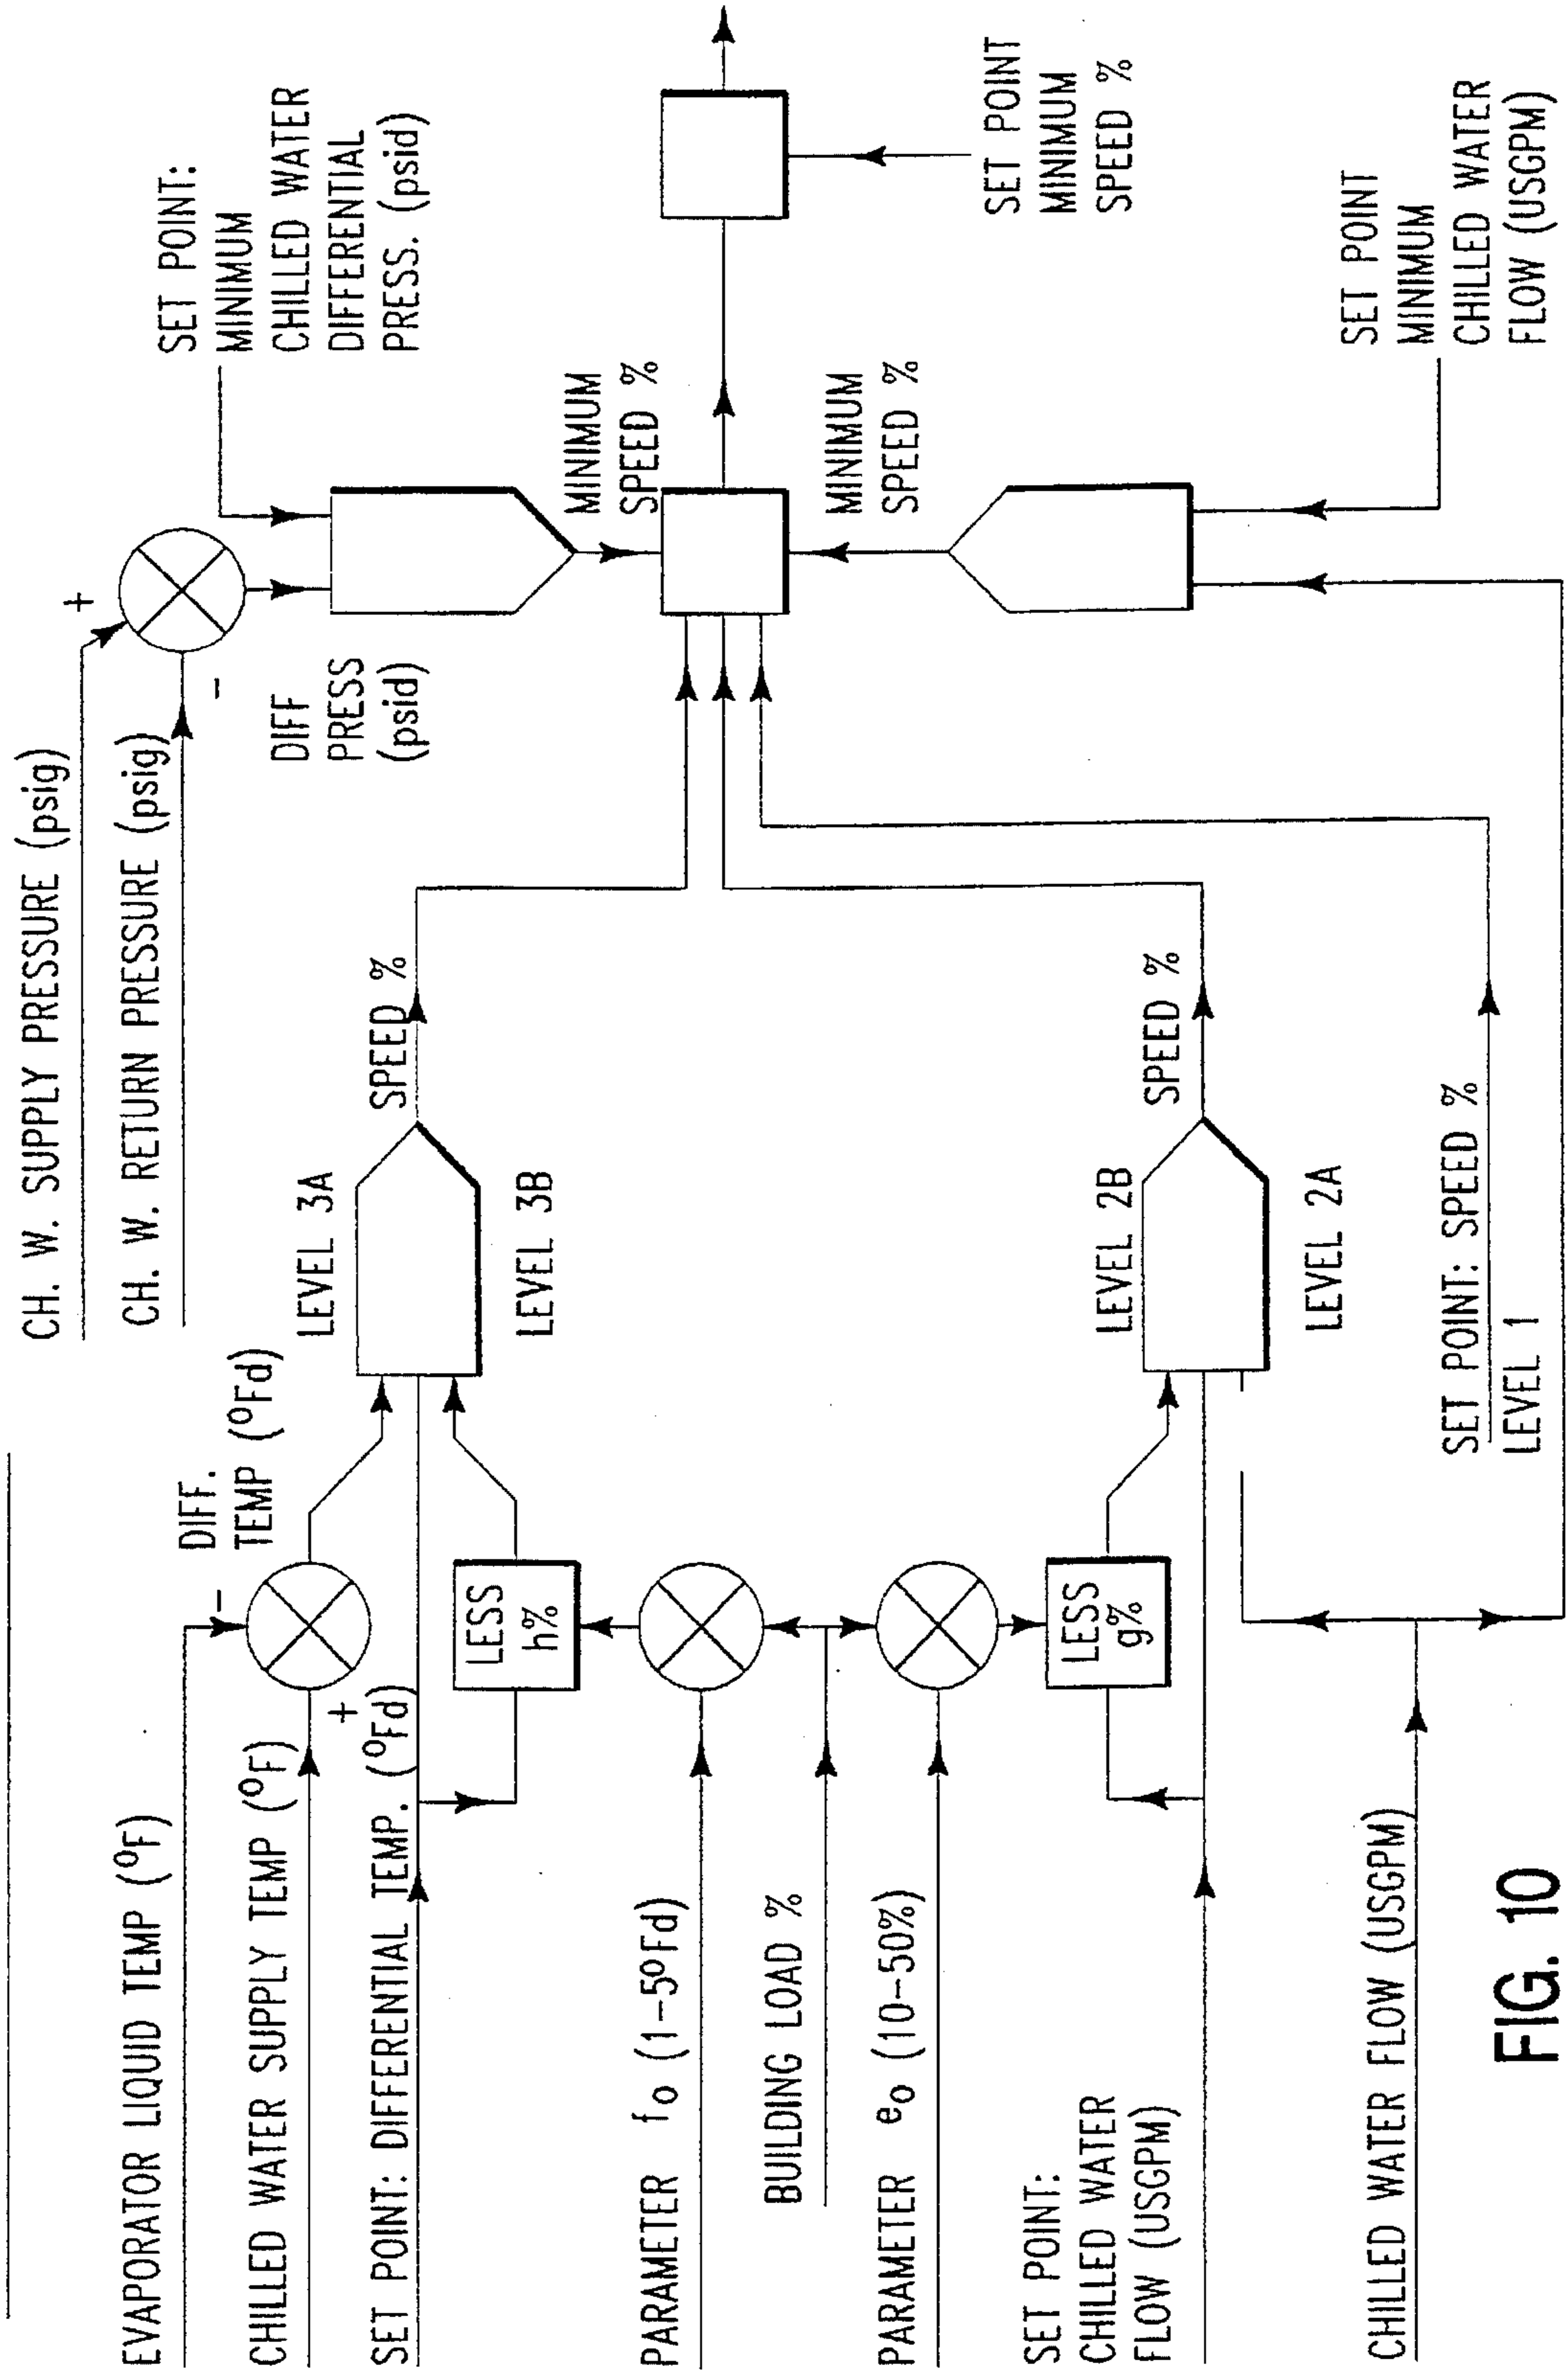 CH. W. SUPPLY PRESSURE (psig)
+
CH. W. RETURN PRESSURE (psig)
-
SET POINT:
MINIMUM
CHILLED WATER
DIFFERENTIAL
PRESS. (psid)
DIFF
PRESS
(psid)
EVAPORATOR LIQUID TEMP (°F)
-
DIFF.
TEMP (°Fd)
CHILLED WATER SUPPLY TEMP (°F)
+
LEVEL 3A
SET POINT: DIFFERENTIAL TEMP. (°Fd)
SPEED %
LESS
h%
LEVEL 3B
MINIMUM
SPEED %
PARAMETER fo (1-5°Fd)
BUILDING LOAD %
PARAMETER eo (10-50%)
MINIMUM
SPEED %
SET POINT
MINIMUM
SPEED %
SET POINT:
CHILLED WATER
FLOW (USGPM)
LESS
g%
LEVEL 2B
SPEED %
LEVEL 2A
CHILLED WATER FLOW (USGPM)
SET POINT: SPEED %
LEVEL 1
SET POINT
MINIMUM
CHILLED WATER
FLOW (USGPM)
FIG. 10